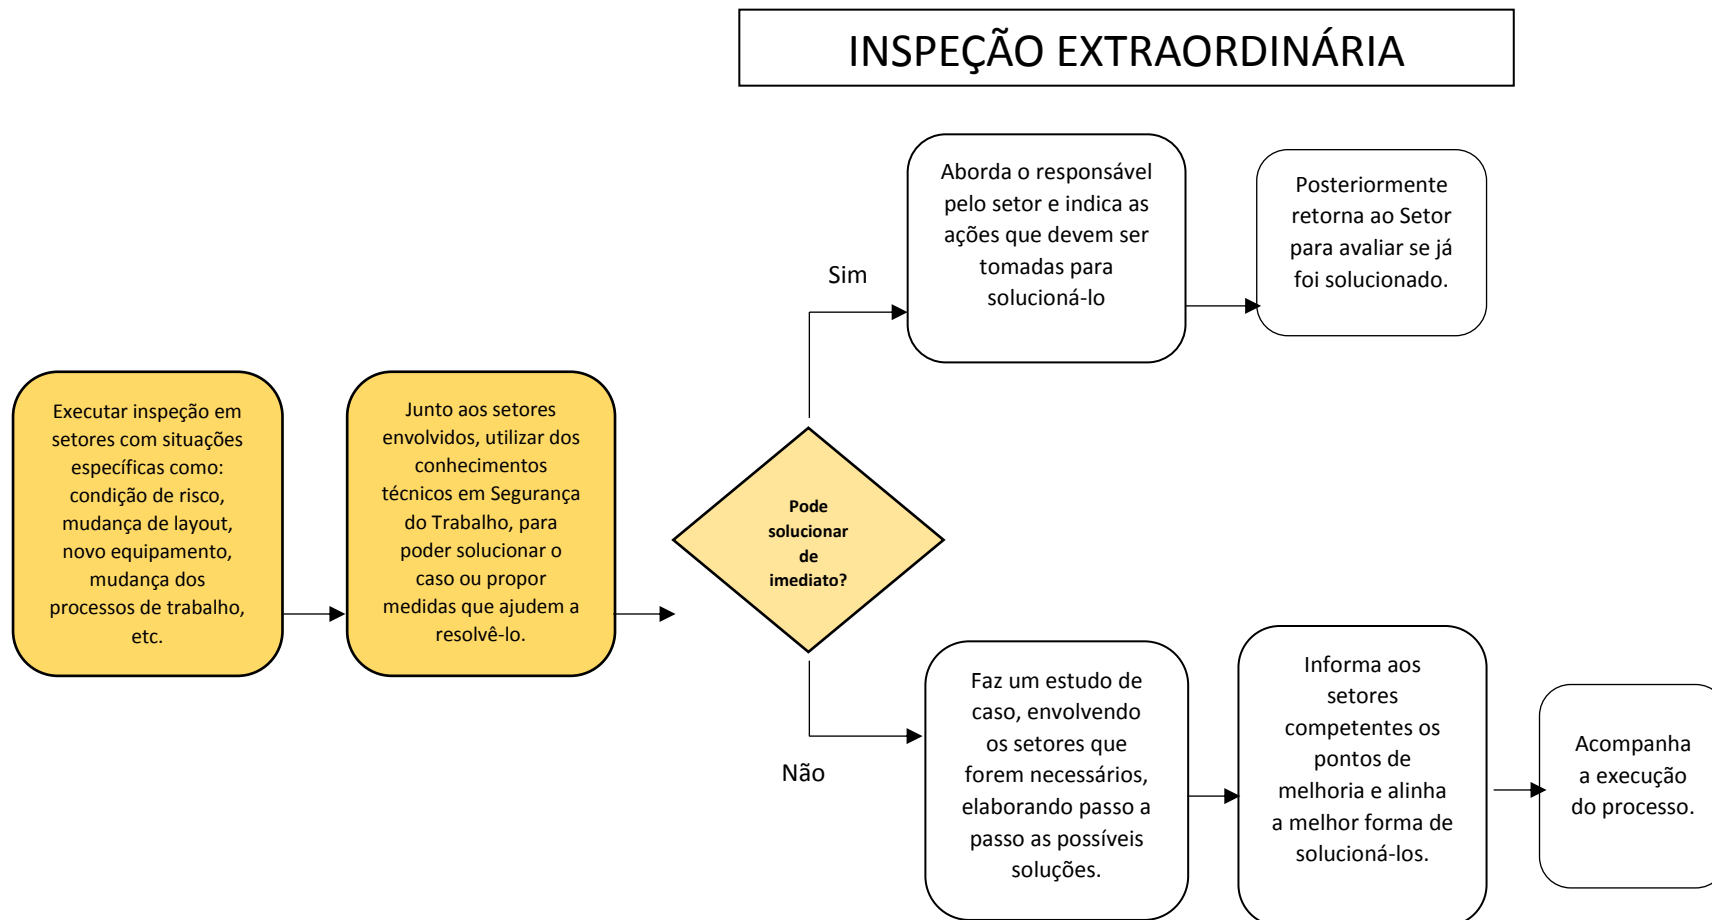 INSPEÇÃO EXTRAORDINÁRIA
Aborda o responsável
pelo setor e indica as
ações que devem ser
tomadas para
solucioná-lo
Posteriormente
retorna ao Setor
para avaliar se já
foi solucionado.
Sim
Executar inspeção em
setores com situações
específicas como:
condição de risco,
mudança de layout,
novo equipamento,
mudança dos
processos de trabalho,
etc.
Junto aos setores
envolvidos, utilizar dos
conhecimentos
técnicos em Segurança
do Trabalho, para
poder solucionar o
caso ou propor
medidas que ajudem a
resolvê-lo.
Pode
solucionar
de
imediato?
Não
Faz um estudo de
caso, envolvendo
os setores que
forem necessários,
elaborando passo a
passo as possíveis
soluções.
Informa aos
setores
competentes os
pontos de
melhoria e alinha
a melhor forma de
solucioná-los.
Acompanha
a execução
do processo.